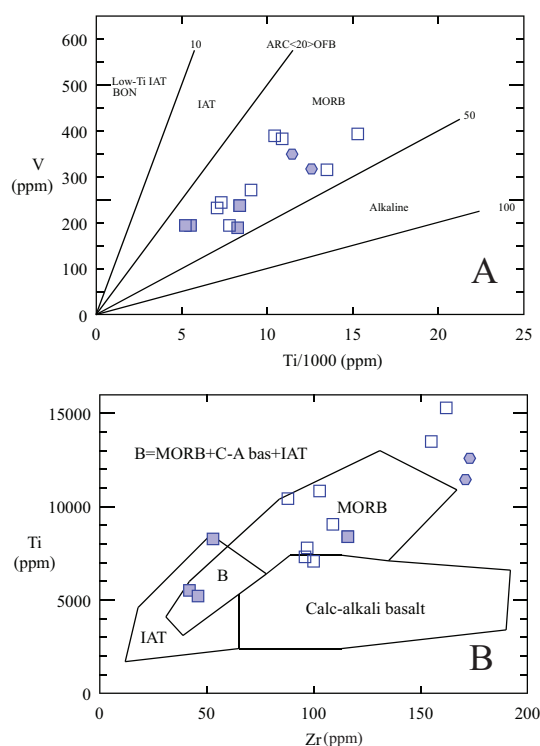 600
500
400
300
200
100
0
V
(ppm)
10
ARC<20>OFB
Low-Ti IAT
BON
IAT
MORB
50
Alkaline
100
A
0
5
10
15
20
25
Ti/1000 (ppm)
15000
10000
5000
0
Ti
(ppm)
B=MORB+C-A bas+IAT
MORB
B
Calc-alkali basalt
IAT
B
0
50
100
150
200
Zr (ppm)